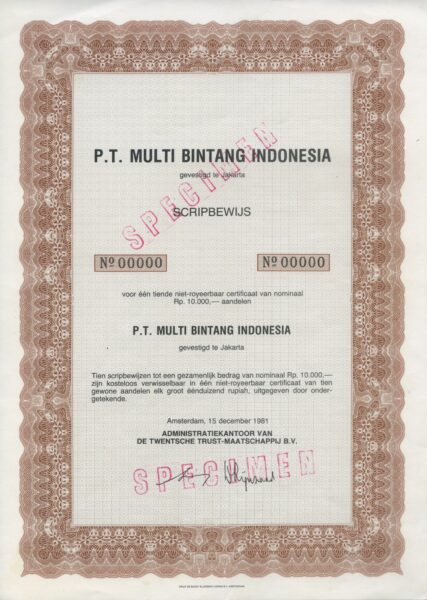 P.T. MULTI BINTANG INDONESIA
gevestigd te Jakarta
SPECIMEN
SCRIPBEWIJS
Nº 00000
Nº 00000
voor één tiende niet-royeerbaar certificaat van nominaal
Rp. 10.000,— aandelen
P.T. MULTI BINTANG INDONESIA
gevestigd te Jakarta
Tien scripbewijzen tot een gezamenlijk bedrag van nominaal Rp. 10.000,—
zijn kosteloos verwisselbaar in één niet-royeerbaar certificaat van tien
gewone aandelen elk groot éénduizend rupiah, uitgegeven door onder-
getekende.
Amsterdam, 15 december 1981
ADMINISTRATIEKANTOOR VAN
DE TWENTSCHE TRUST-MAATSCHAPPIJ B.V.
SPECIMEN